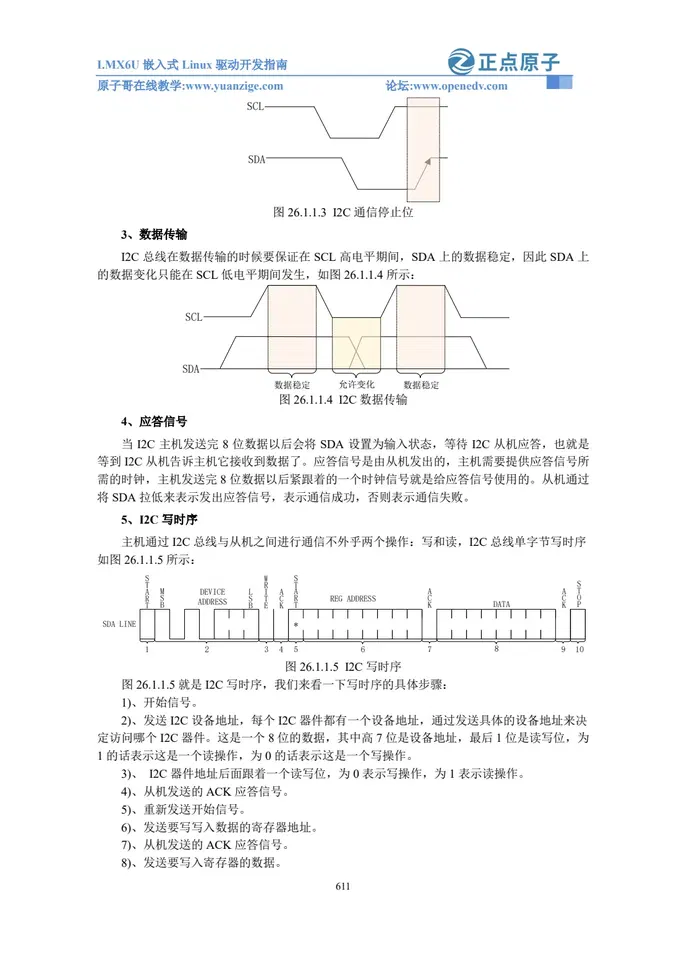 I.MX6U 嵌入式 Linux 驱动开发指南
正点原子
原子哥在线教学:www.yuanzige.com 论坛:www.openedv.com
SCL
SDA
图 26.1.1.3 I2C 通信停止位
3、数据传输
I2C 总线在数据传输的时候要保证在 SCL 高电平期间，SDA 上的数据稳定，因此 SDA 上
的数据变化只能在 SCL 低电平期间发生，如图 26.1.1.4 所示：
SCL
SDA
数据稳定 允许变化 数据稳定
图 26.1.1.4 I2C 数据传输
4、应答信号
当 I2C 主机发送完 8 位数据以后会将 SDA 设置为输入状态，等待 I2C 从机应答，也就是
等到 I2C 从机告诉主机它接收到数据了。应答信号是由从机发出的，主机需要提供应答信号所
需的时钟，主机发送完 8 位数据以后紧跟着的一个时钟信号就是给应答信号使用的。从机通过
将 SDA 拉低来表示发出应答信号，表示通信成功，否则表示通信失败。
5、I2C 写时序
主机通过 I2C 总线与从机之间进行通信不外乎两个操作：写和读，I2C 总线单字节写时序
如图 26.1.1.5 所示：
START MSB DEVICE ADDRESS LSB WRITE ACK START REG ADDRESS ACK DATA ACK STOP
SDA LINE *
1 2 3 4 5 6 7 8 9 10
图 26.1.1.5 I2C 写时序
图 26.1.1.5 就是 I2C 写时序，我们来看一下写时序的具体步骤：
1)、开始信号。
2)、发送 I2C 设备地址，每个 I2C 器件都有一个设备地址，通过发送具体的设备地址来决
定访问哪个 I2C 器件。这是一个 8 位的数据，其中高 7 位是设备地址，最后 1 位是读写位，为
1 的话表示这是一个读操作，为 0 的话表示这是一个写操作。
3)、 I2C 器件地址后面跟着一个读写位，为 0 表示写操作，为 1 表示读操作。
4)、从机发送的 ACK 应答信号。
5)、重新发送开始信号。
6)、发送要写写入数据的寄存器地址。
7)、从机发送的 ACK 应答信号。
8)、发送要写入寄存器的数据。
611